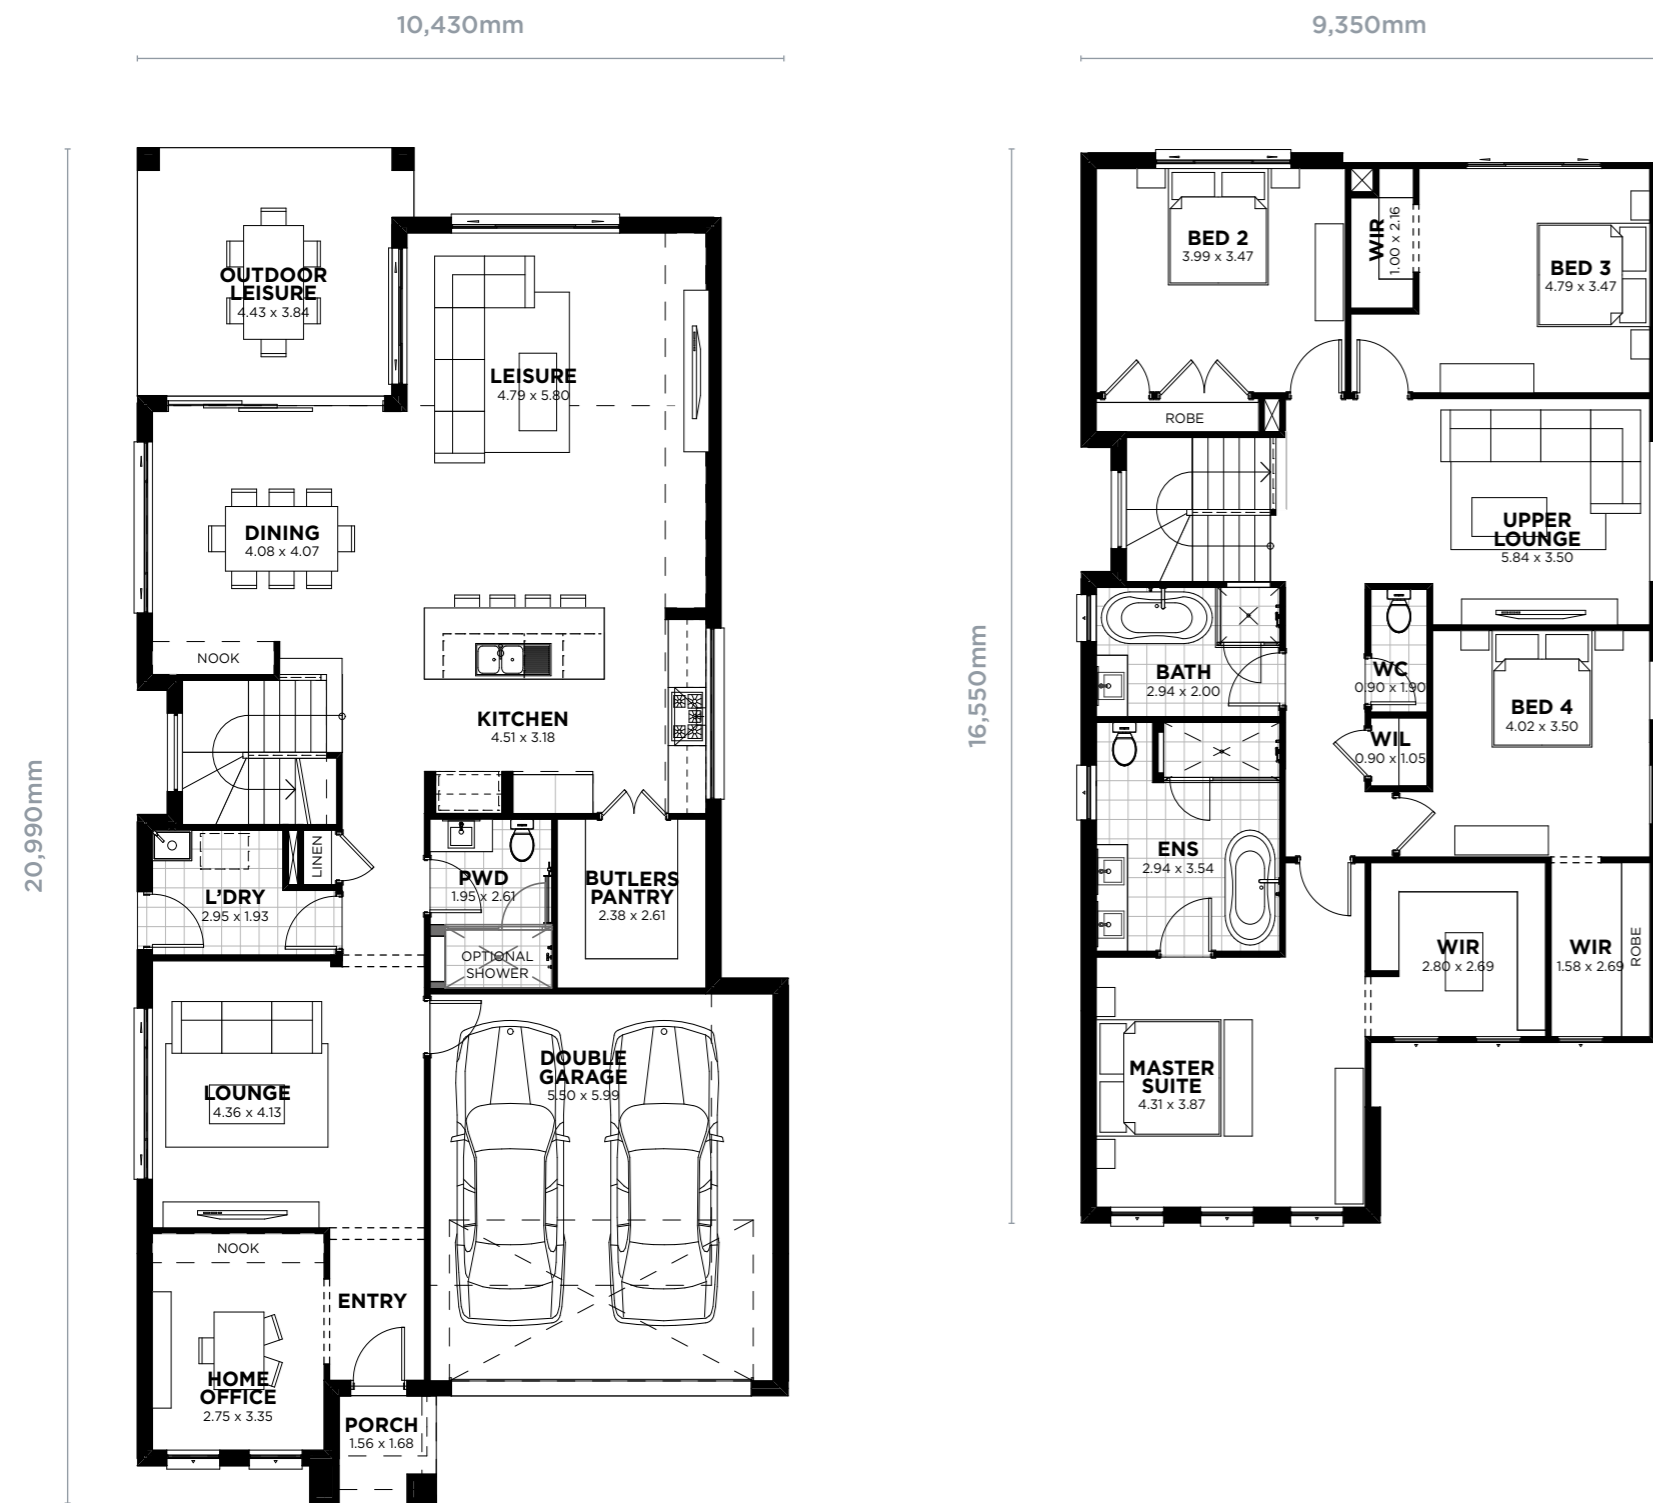 10,430mm
20,990mm
OUTDOOR
LEISURE
4.43 x 3.84
LEISURE
4.79 x 5.80
DINING
4.08 x 4.07
NOOK
KITCHEN
4.51 x 3.18
LINEN
L'DRY
2.95 x 1.93
PWD
1.95 x 2.61
BUTLERS
PANTRY
2.38 x 2.61
OPTIONAL
SHOWER
LOUNGE
4.36 x 4.13
DOUBLE
GARAGE
5.50 x 5.99
NOOK
ENTRY
HOME
OFFICE
2.75 x 3.35
PORCH
1.56 x 1.68
9,350mm
16,550mm
BED 2
3.99 x 3.47
WIR
1.00 x 2.16
BED 3
4.79 x 3.47
ROBE
UPPER
LOUNGE
5.84 x 3.50
BATH
2.94 x 2.00
WC
0.90 x 1.90
BED 4
4.02 x 3.50
WIL
0.90 x 1.05
ENS
2.94 x 3.54
WIR
2.80 x 2.69
WIR
1.58 x 2.69
ROBE
MASTER
SUITE
4.31 x 3.87